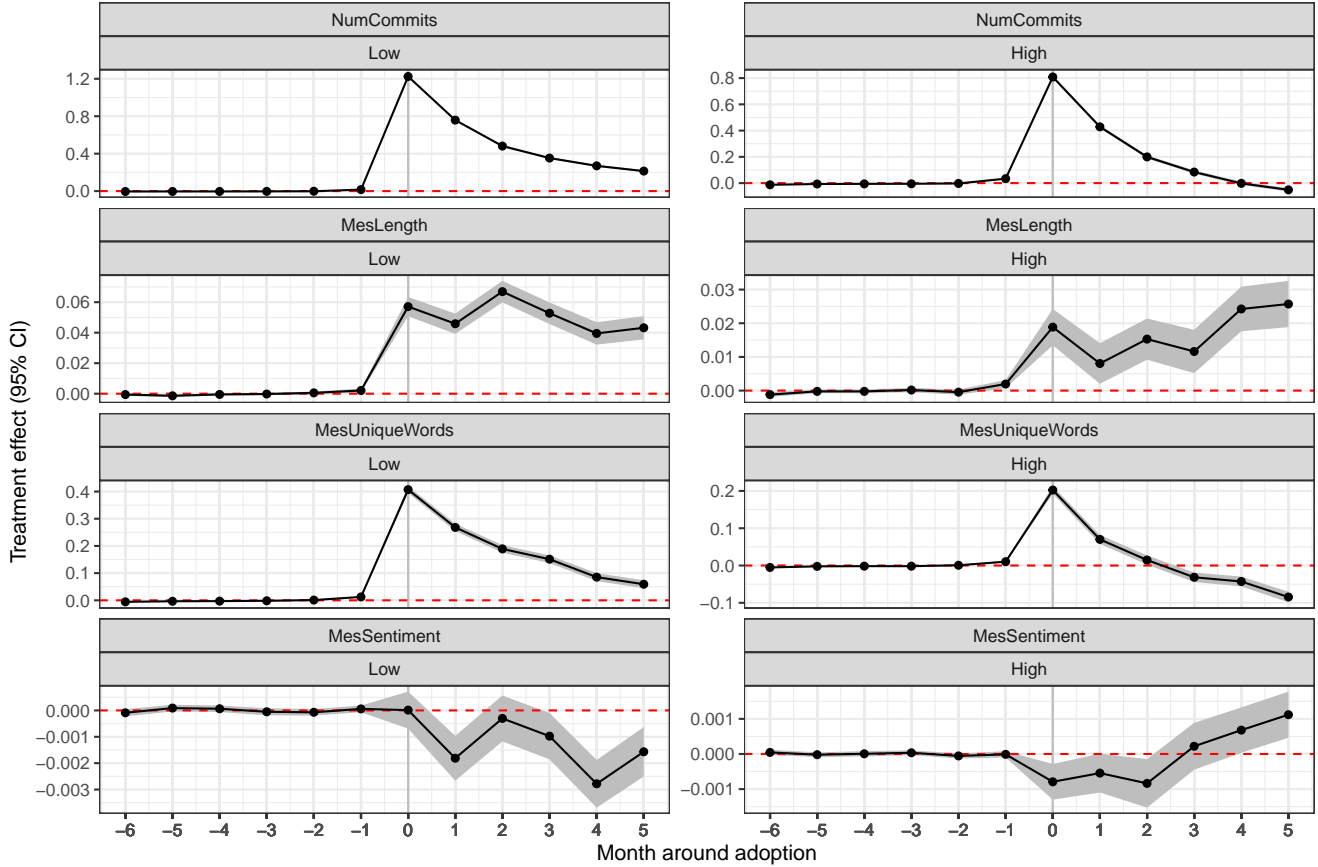 Treatment effect (95% CI)
NumCommits
Low
1.2
0.8
0.4
0.0
NumCommits
High
0.8
0.6
0.4
0.2
0.0
MesLength
Low
0.06
0.04
0.02
0.00
MesLength
High
0.03
0.02
0.01
0.00
MesUniqueWords
Low
0.4
0.3
0.2
0.1
0.0
MesUniqueWords
High
0.2
0.1
0.0
−0.1
MesSentiment
Low
0.000
−0.001
−0.002
−0.003
−6 −5 −4 −3 −2 −1 0 1 2 3 4 5
MesSentiment
High
0.001
0.000
−0.001
−6 −5 −4 −3 −2 −1 0 1 2 3 4 5
Month around adoption